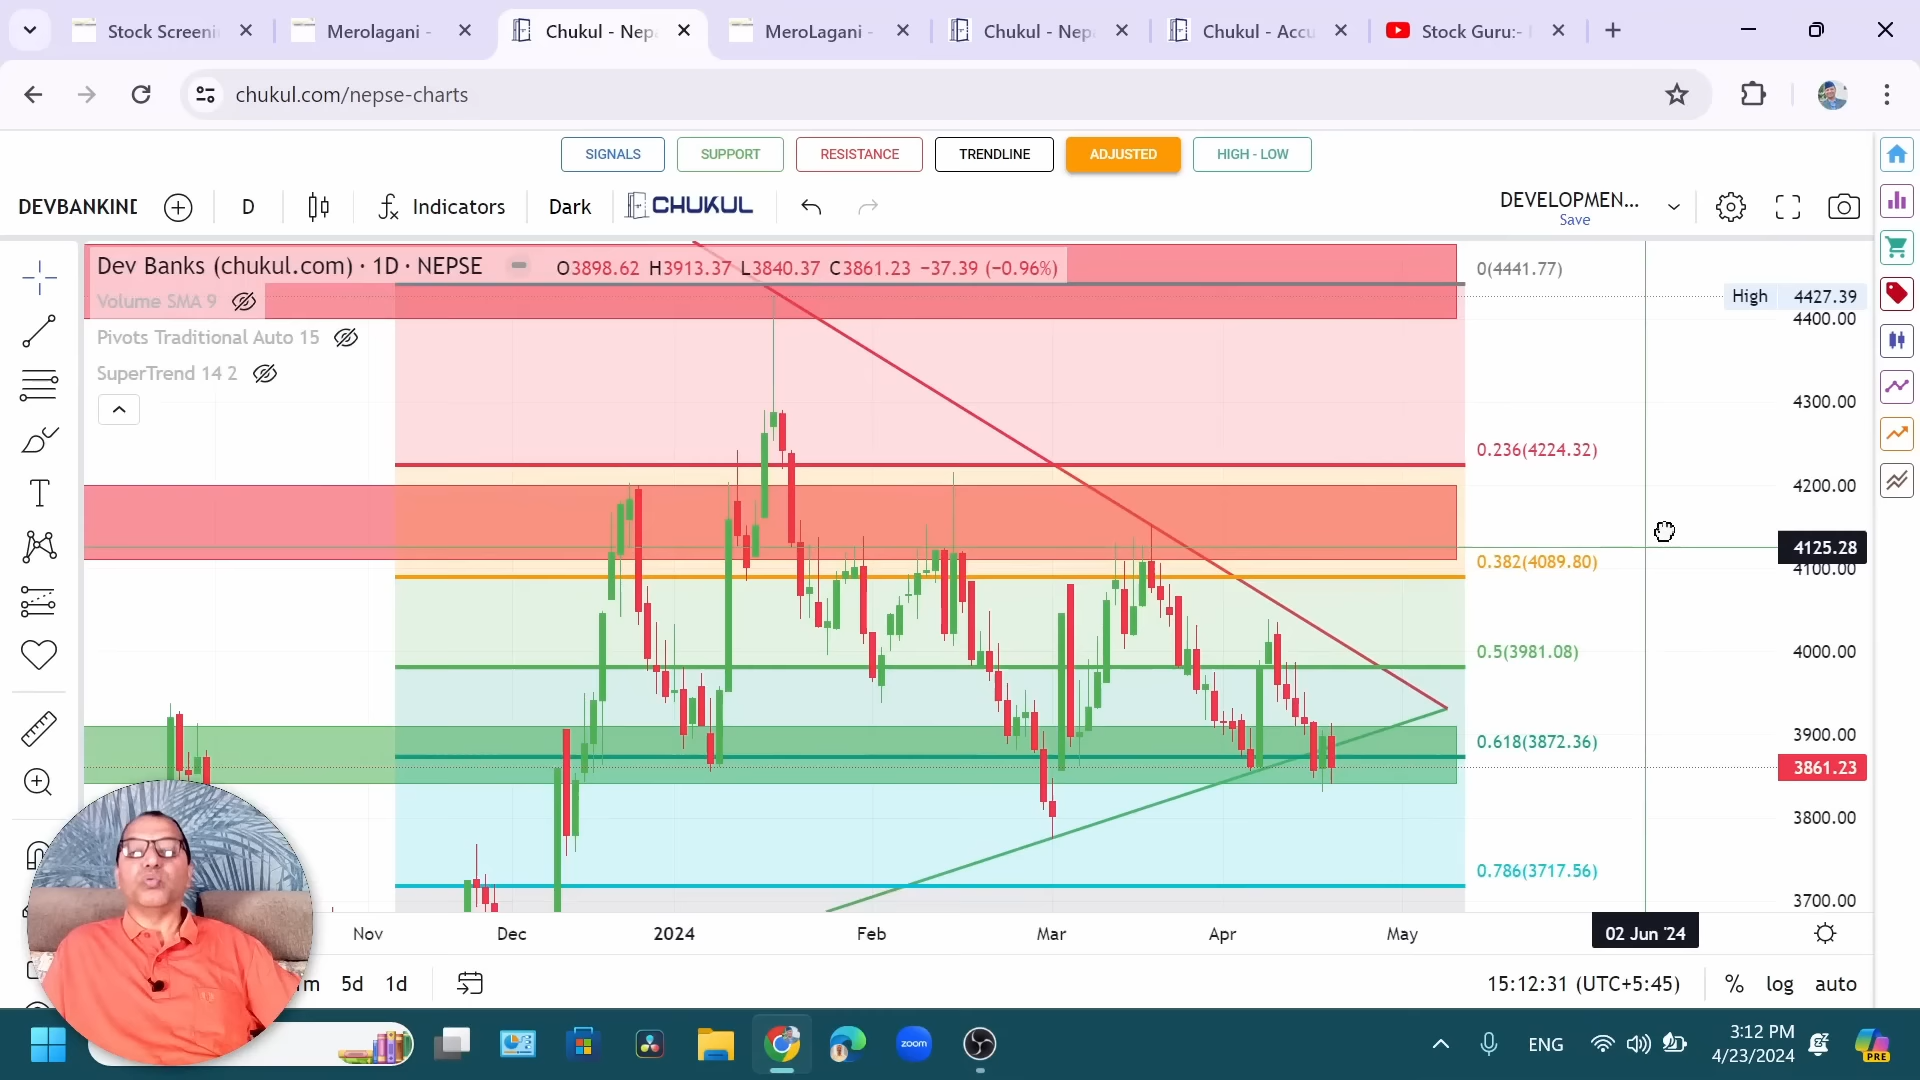 Stock Screeni
Merolagani -
Chukul - Nep
MeroLagani -
Chukul - Nep
Chukul - Accu
Stock Guru:-
chukul.com/nepse-charts
SIGNALS
SUPPORT
RESISTANCE
TRENDLINE
ADJUSTED
HIGH - LOW
DEVBANKIND
D
Indicators
Dark
CHUKUL
DEVELOPMEN...
Save
Dev Banks (chukul.com) · 1D · NEPSE
O3898.62 H3913.37 L3840.37 C3861.23 −37.39 (−0.96%)
Volume SMA 9
Pivots Traditional Auto 15
SuperTrend 14 2
0(4441.77)
0.236(4224.32)
0.382(4089.80)
0.5(3981.08)
0.618(3872.36)
0.786(3717.56)
High 4427.39
4400.00
4300.00
4200.00
4125.28
4100.00
4000.00
3900.00
3861.23
3800.00
3700.00
Nov
Dec
2024
Feb
Mar
Apr
May
02 Jun '24
5d
1d
15:12:31 (UTC+5:45)
%
log
auto
zoom
ENG
3:12 PM
4/23/2024
PRE